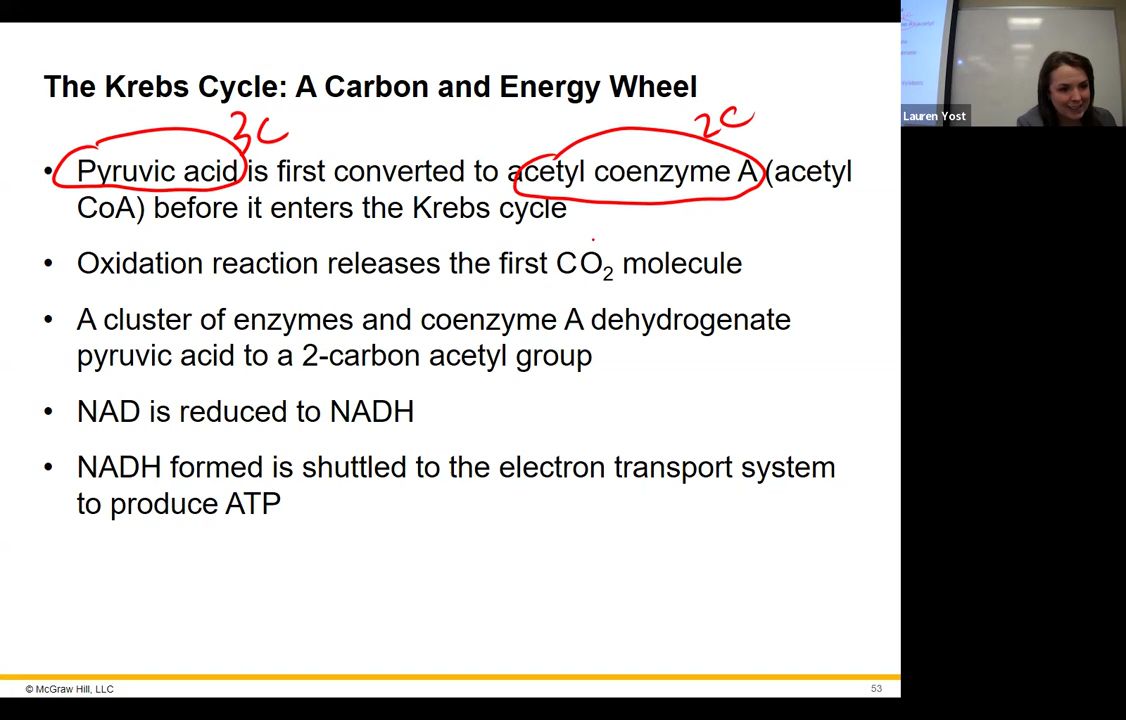 The Krebs Cycle: A Carbon and Energy Wheel
3C
2C
• Pyruvic acid is first converted to acetyl coenzyme A (acetyl
CoA) before it enters the Krebs cycle
• Oxidation reaction releases the first CO2 molecule
• A cluster of enzymes and coenzyme A dehydrogenate
pyruvic acid to a 2-carbon acetyl group
• NAD is reduced to NADH
• NADH formed is shuttled to the electron transport system
to produce ATP
© McGraw Hill, LLC
53
Lauren Yost